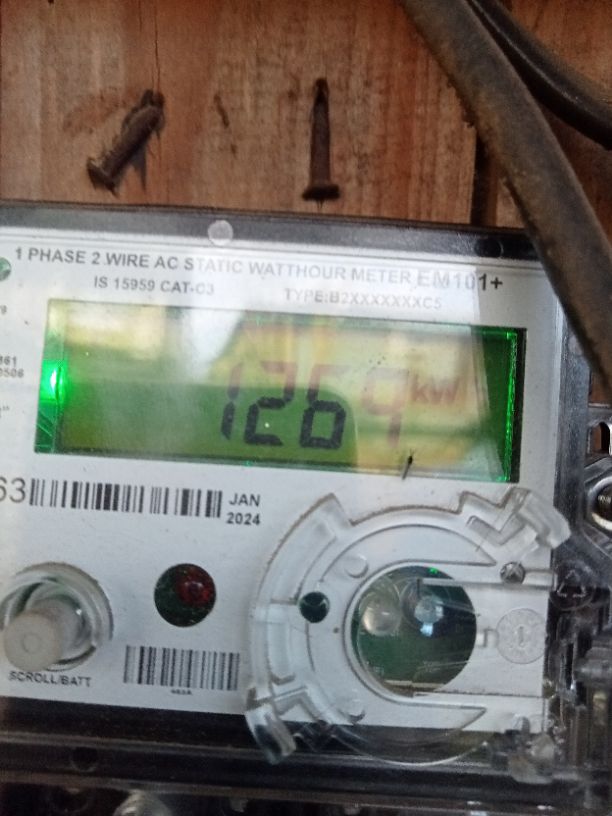 1 PHASE 2 WIRE AC STATIC WATTHOUR METER EM101+
IS 15959 CAT-C3 TYPE:B2XXXXXXXC5
1269 kW
63
JAN
2024
SCROLL/BATT